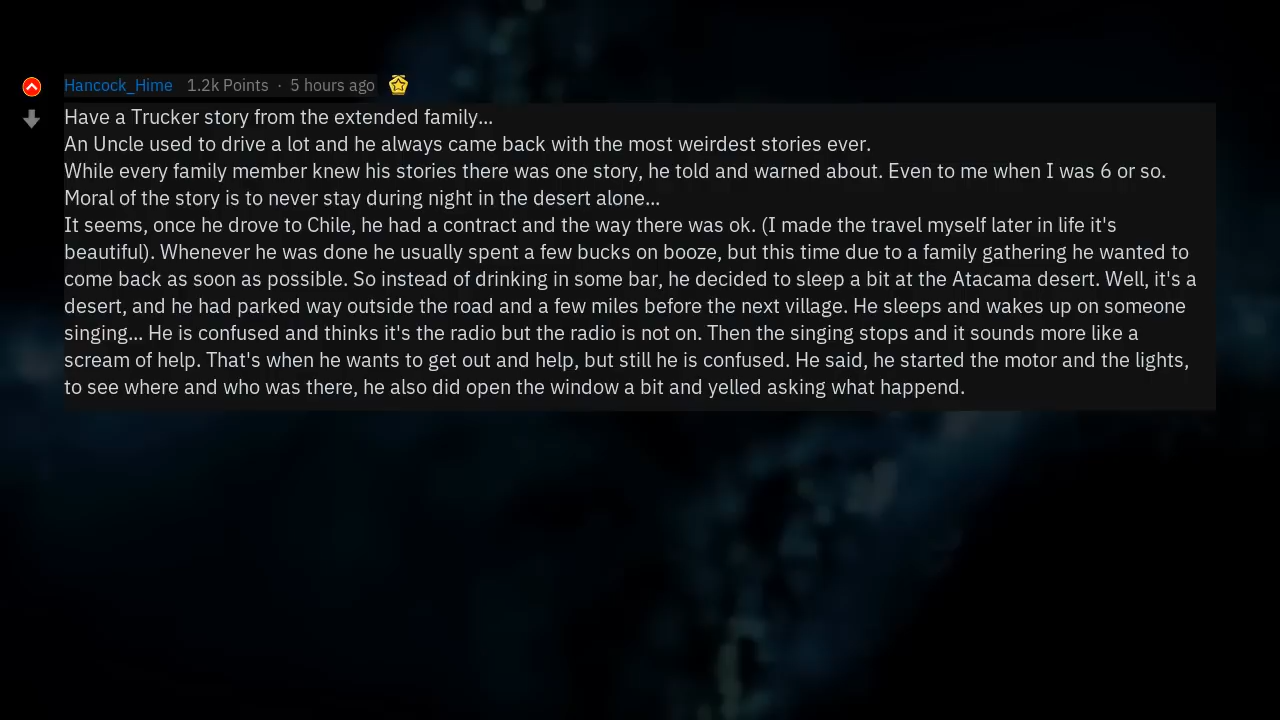 Hancock_Hime 1.2k Points · 5 hours ago
Have a Trucker story from the extended family...
An Uncle used to drive a lot and he always came back with the most weirdest stories ever.
While every family member knew his stories there was one story, he told and warned about. Even to me when I was 6 or so.
Moral of the story is to never stay during night in the desert alone...
It seems, once he drove to Chile, he had a contract and the way there was ok. (I made the travel myself later in life it's
beautiful). Whenever he was done he usually spent a few bucks on booze, but this time due to a family gathering he wanted to
come back as soon as possible. So instead of drinking in some bar, he decided to sleep a bit at the Atacama desert. Well, it's a
desert, and he had parked way outside the road and a few miles before the next village. He sleeps and wakes up on someone
singing... He is confused and thinks it's the radio but the radio is not on. Then the singing stops and it sounds more like a
scream of help. That's when he wants to get out and help, but still he is confused. He said, he started the motor and the lights,
to see where and who was there, he also did open the window a bit and yelled asking what happend.